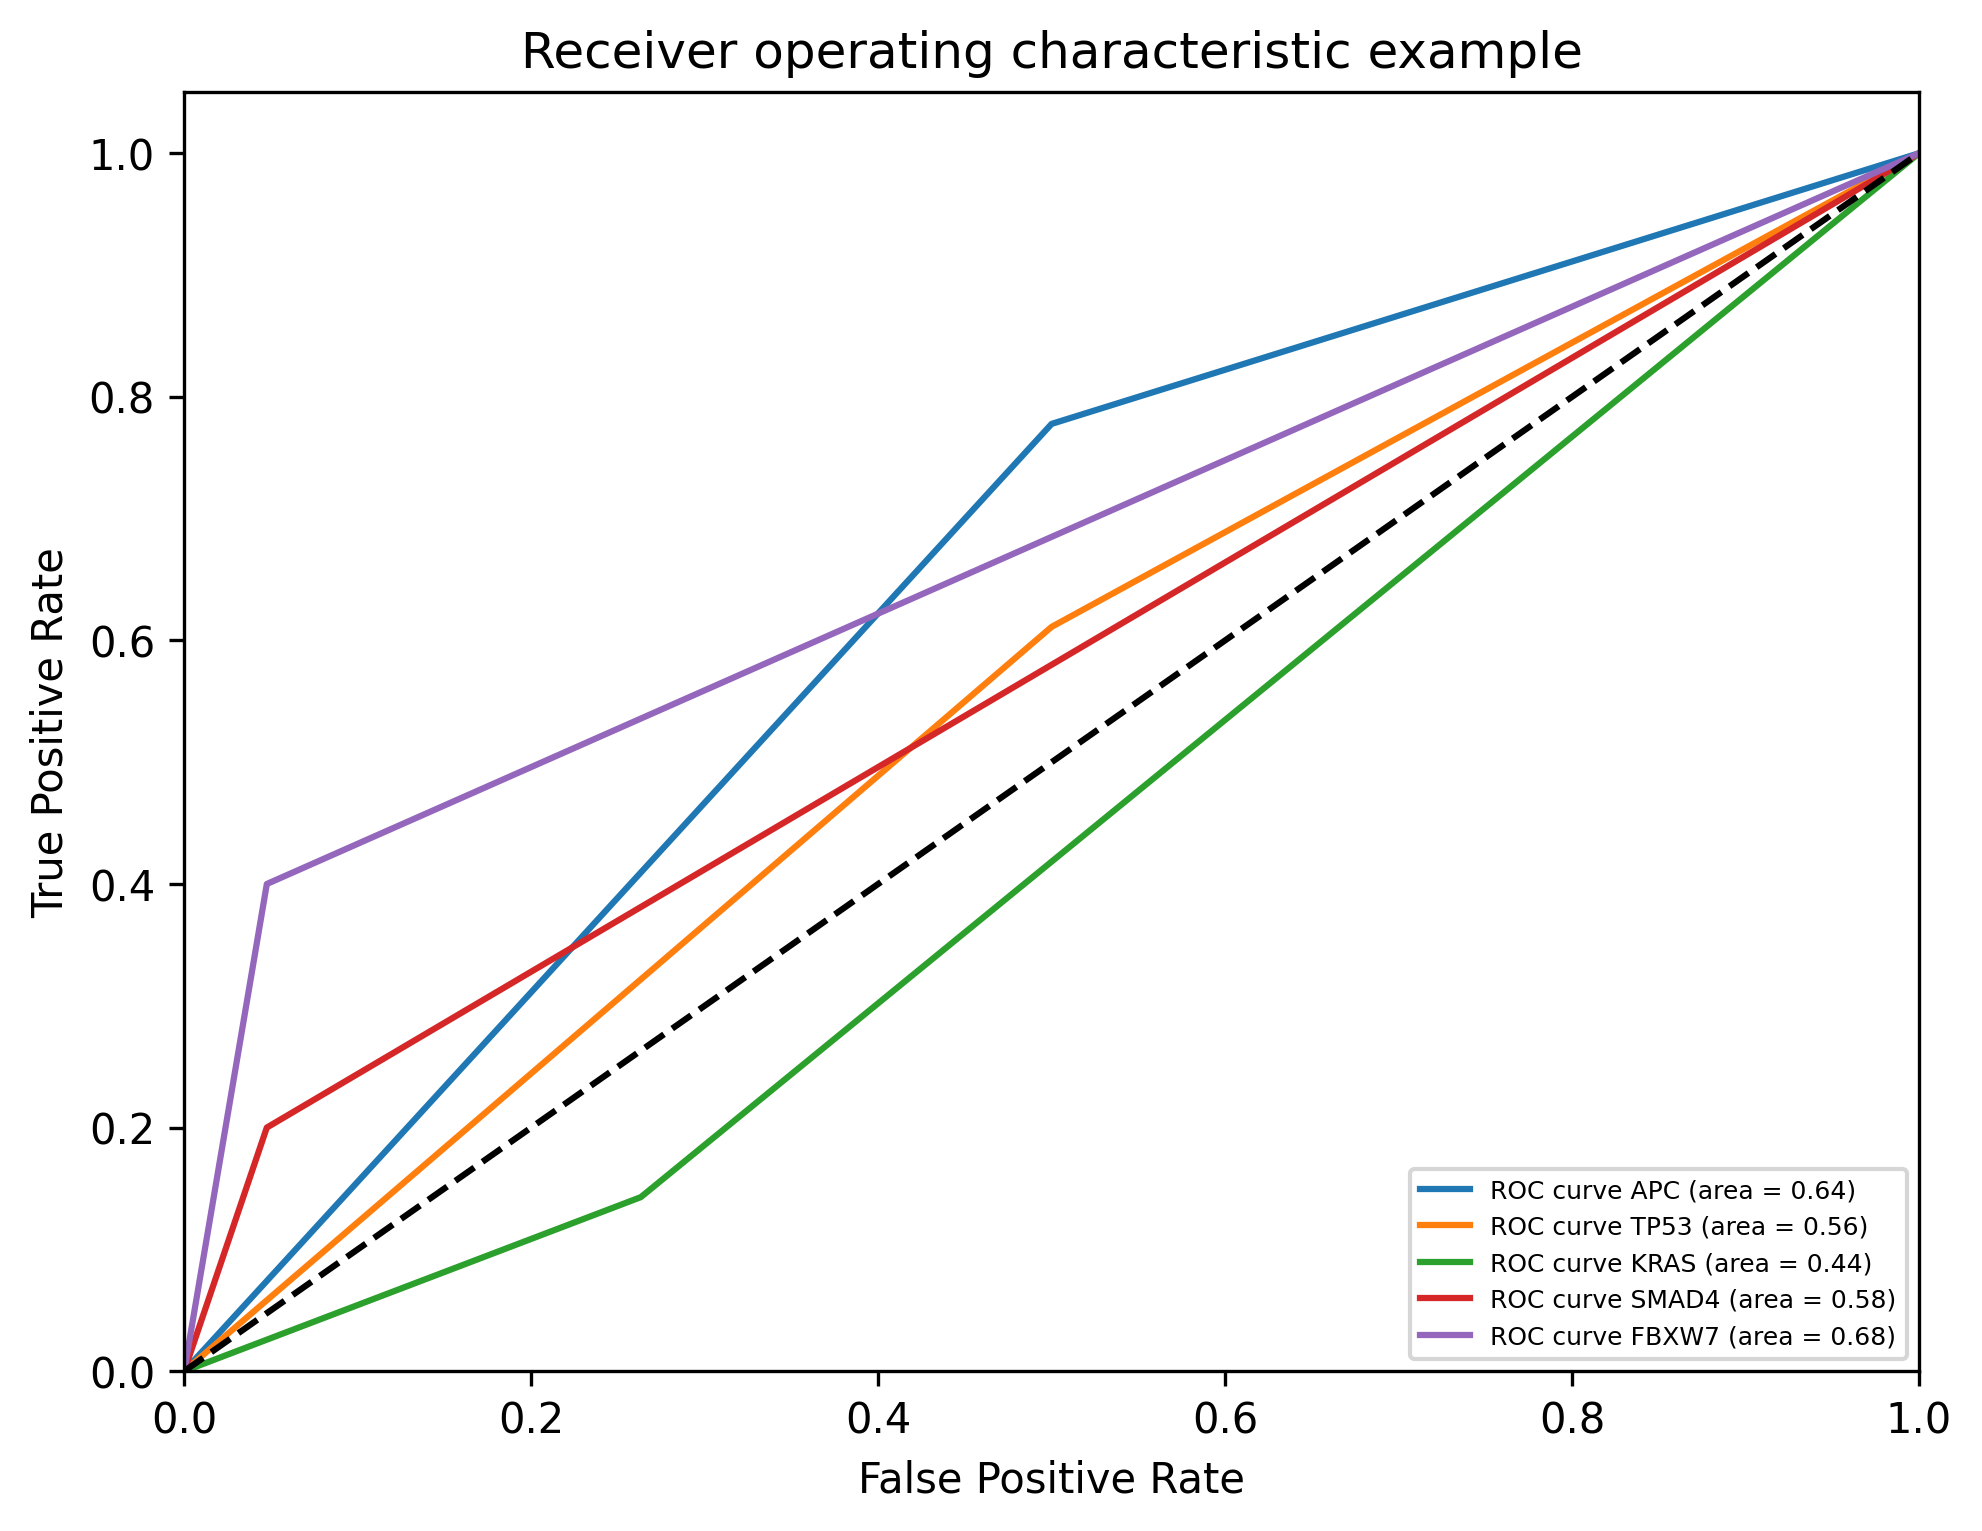 Receiver operating characteristic example
1.0
0.8
0.6
0.4
0.2
0.0
True Positive Rate
0.0 0.2 0.4 0.6 0.8 1.0
False Positive Rate
ROC curve APC (area = 0.64)
ROC curve TP53 (area = 0.56)
ROC curve KRAS (area = 0.44)
ROC curve SMAD4 (area = 0.58)
ROC curve FBXW7 (area = 0.68)